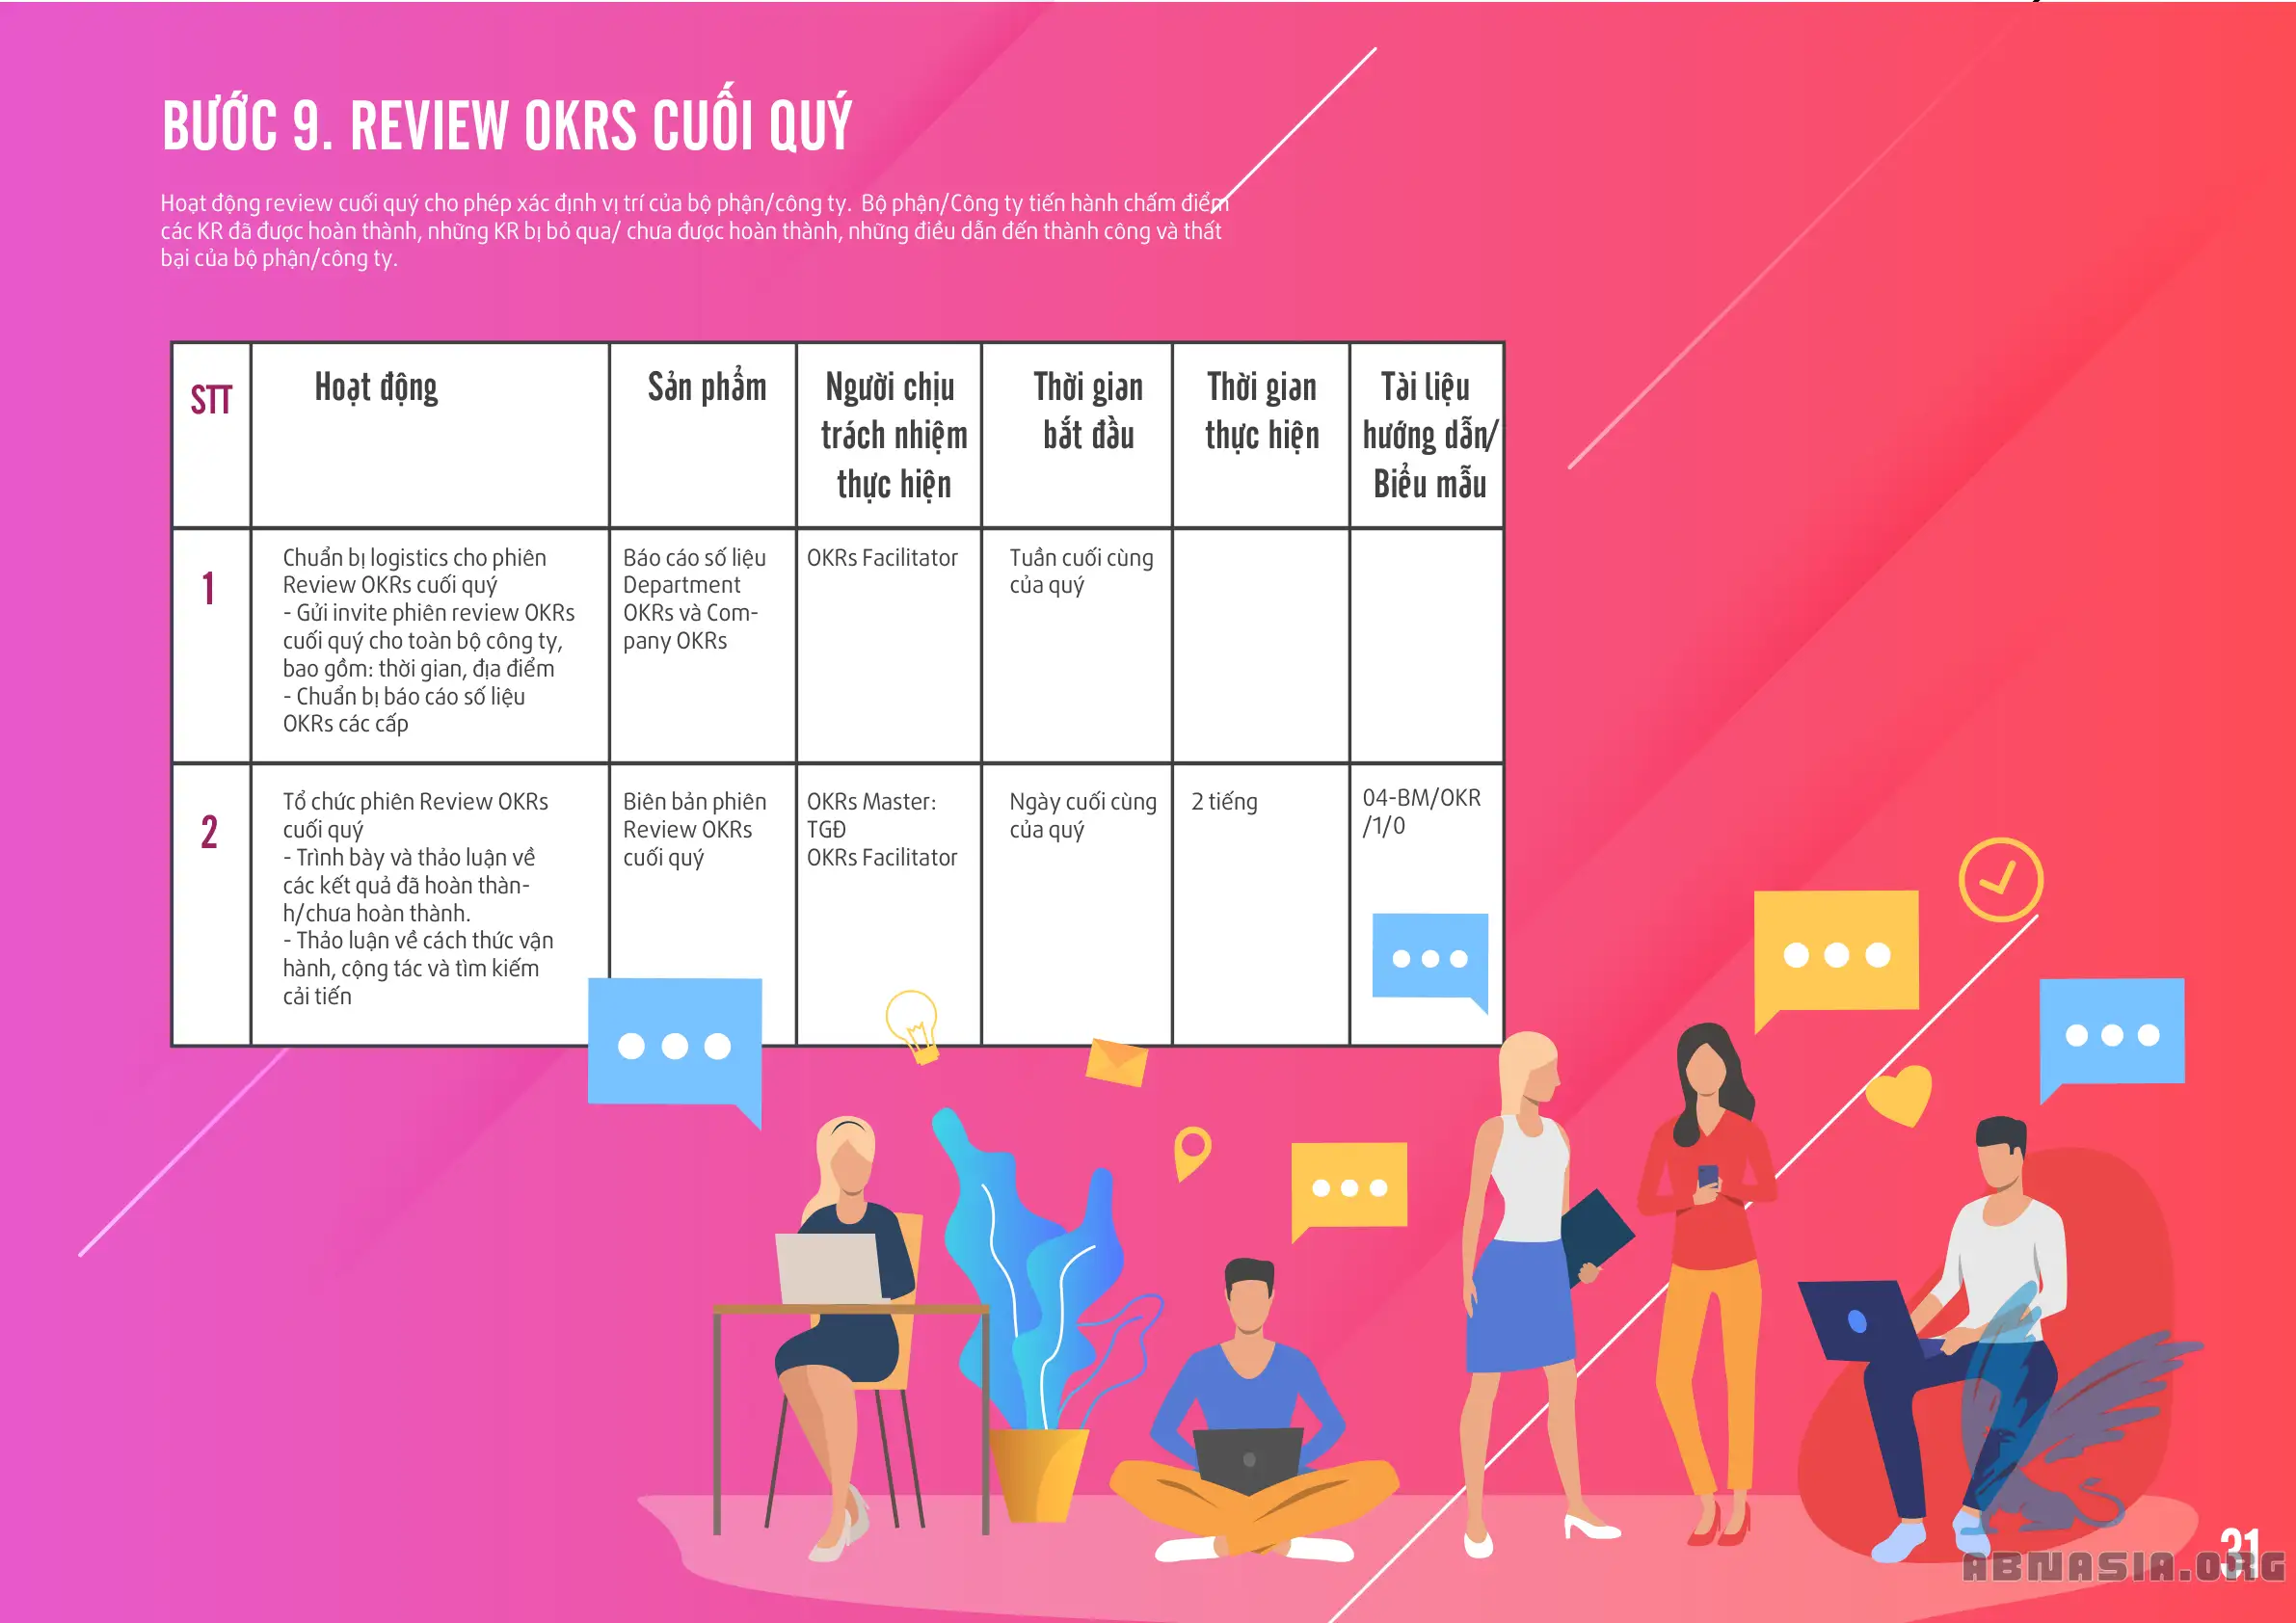 BƯỚC 9. REVIEW OKRS CUỐI QUÝ
Hoạt động review cuối quý cho phép xác định vị trí của bộ phận/công ty. Bộ phận/Công ty tiến hành chấm điểm
các KR đã được hoàn thành, những KR bị bỏ qua/ chưa được hoàn thành, những điều dẫn đến thành công và thất
bại của bộ phận/công ty.
STT
Hoạt động
Sản phẩm
Người chịu
trách nhiệm
thực hiện
Thời gian
bắt đầu
Thời gian
thực hiện
Tài liệu
hướng dẫn/
Biểu mẫu
1
Chuẩn bị logistics cho phiên
Review OKRs cuối quý
- Gửi invite phiên review OKRs
cuối quý cho toàn bộ công ty,
bao gồm: thời gian, địa điểm
- Chuẩn bị báo cáo số liệu
OKRs các cấp
Báo cáo số liệu
Department
OKRs và Com-
pany OKRs
OKRs Facilitator
Tuần cuối cùng
của quý
2
Tổ chức phiên Review OKRs
cuối quý
- Trình bày và thảo luận về
các kết quả đã hoàn thàn-
h/chưa hoàn thành.
- Thảo luận về cách thức vận
hành, cộng tác và tìm kiếm
cải tiến
Biên bản phiên
Review OKRs
cuối quý
OKRs Master:
TGĐ
OKRs Facilitator
Ngày cuối cùng
của quý
2 tiếng
04-BM/OKR
/1/0
31
ABNASIA.ORG